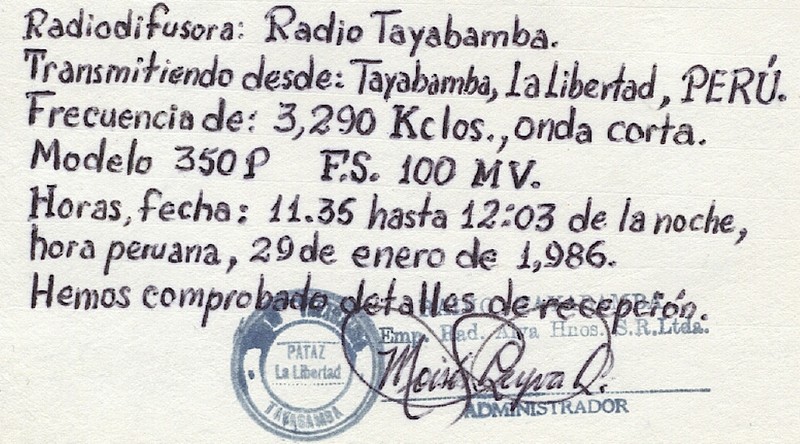 Radiodifusora: Radio Tayabamba.
Transmitiendo desde: Tayabamba, La Libertad, PERÚ.
Frecuencia de: 3,290 Kclos., onda corta.
Modelo 350P F.S. 100 MV.
Horas, fecha: 11.35 hasta 12:03 de la noche,
hora peruana, 29 de enero de 1,986.
Hemos comprobado detalles de recepción.
Emp. Rad. Alva Hnos. S.R.Ltda.
PATAZ
La Libertad
TAYABAMBA
Moisés Leyva O.
ADMINISTRADOR